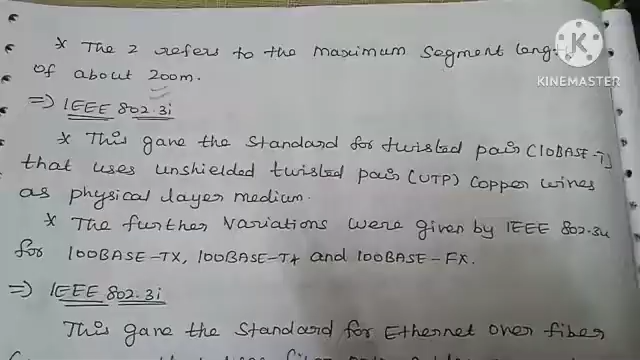 * The 2 refers to the maximum segment lengt
of about 200m.
KINEMASTER
=> IEEE 802.3i
* This gave the standard for twisted pair (10BASE-T)
that uses unshielded twisted pair (UTP) copper wires
as physical layer medium.
* The further variations were given by IEEE 802.3u
for 100BASE-TX, 100BASE-T4 and 100BASE-FX.
=> IEEE 802.3i
This gave the standard for Ethernet over fiber